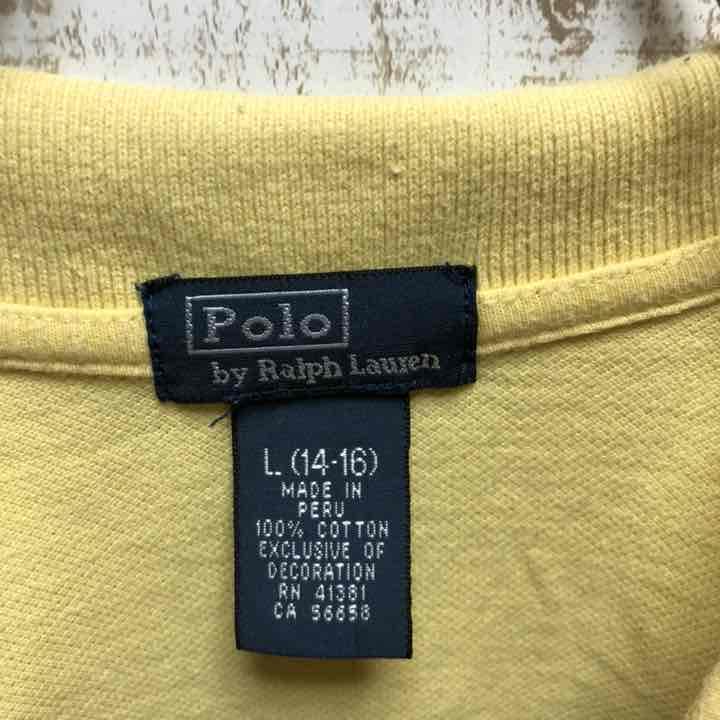 Polo
by Ralph Lauren
L (14-16)
MADE IN
PERU
100% COTTON
EXCLUSIVE OF
DECORATION
RN 41381
CA 56658